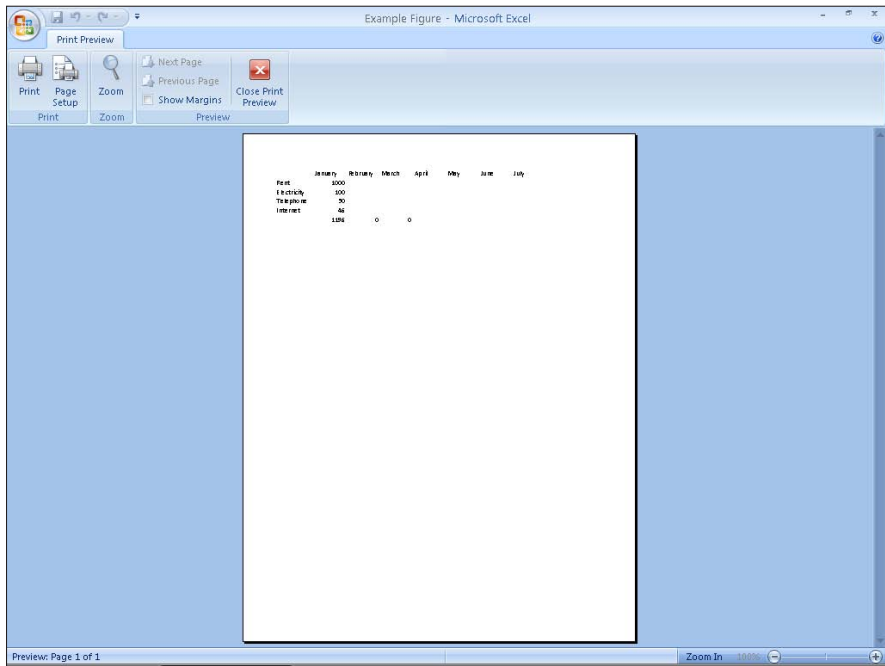 Example Figure - Microsoft Excel
Print Preview
Print
Page Setup
Zoom
Next Page
Previous Page
Show Margins
Close Print Preview
Print
Zoom
Preview
January February March April May June July
Rent 1000
Electricity 100
Telephone 50
Internet 46
1196 0 0
Preview: Page 1 of 1
Zoom In 100%